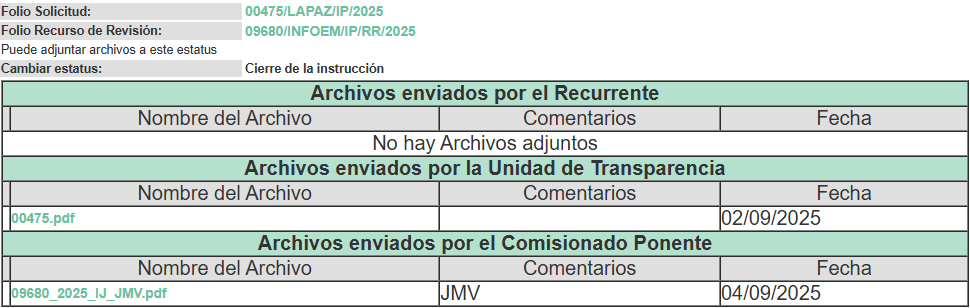 Folio Solicitud: 00475/LAPAZ/IP/2025
Folio Recurso de Revisión: 09680/INFOEM/IP/RR/2025
Puede adjuntar archivos a este estatus
Cambiar estatus: Cierre de la instrucción
Archivos enviados por el Recurrente
Nombre del Archivo Comentarios Fecha
No hay Archivos adjuntos
Archivos enviados por la Unidad de Transparencia
Nombre del Archivo Comentarios Fecha
00475.pdf 02/09/2025
Archivos enviados por el Comisionado Ponente
Nombre del Archivo Comentarios Fecha
09680_2025_IJ_JMV.pdf JMV 04/09/2025